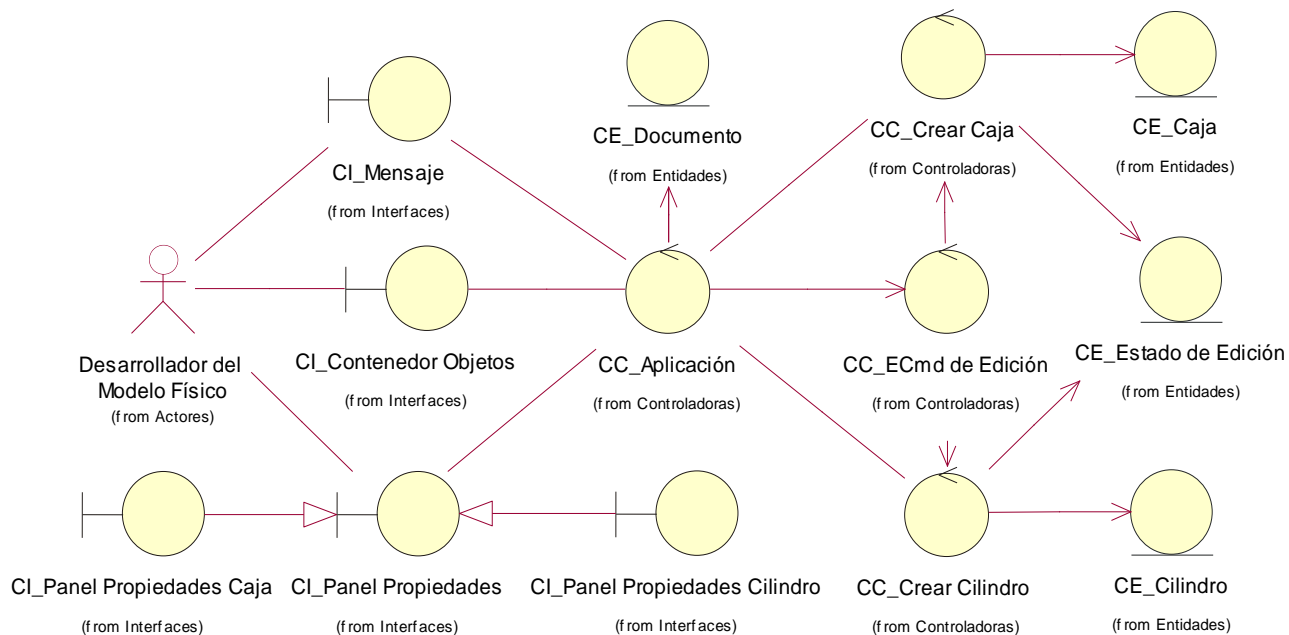 CI_Mensaje
(from Interfaces)
CE_Documento
(from Entidades)
CC_Crear Caja
(from Controladoras)
CE_Caja
(from Entidades)
Desarrollador del
Modelo Físico
(from Actores)
CI_Contenedor Objetos
(from Interfaces)
CC_Aplicación
(from Controladoras)
CC_ECmd de Edición
(from Controladoras)
CE_Estado de Edición
(from Entidades)
CI_Panel Propiedades Caja
(from Interfaces)
CI_Panel Propiedades
(from Interfaces)
CI_Panel Propiedades Cilindro
(from Interfaces)
CC_Crear Cilindro
(from Controladoras)
CE_Cilindro
(from Entidades)